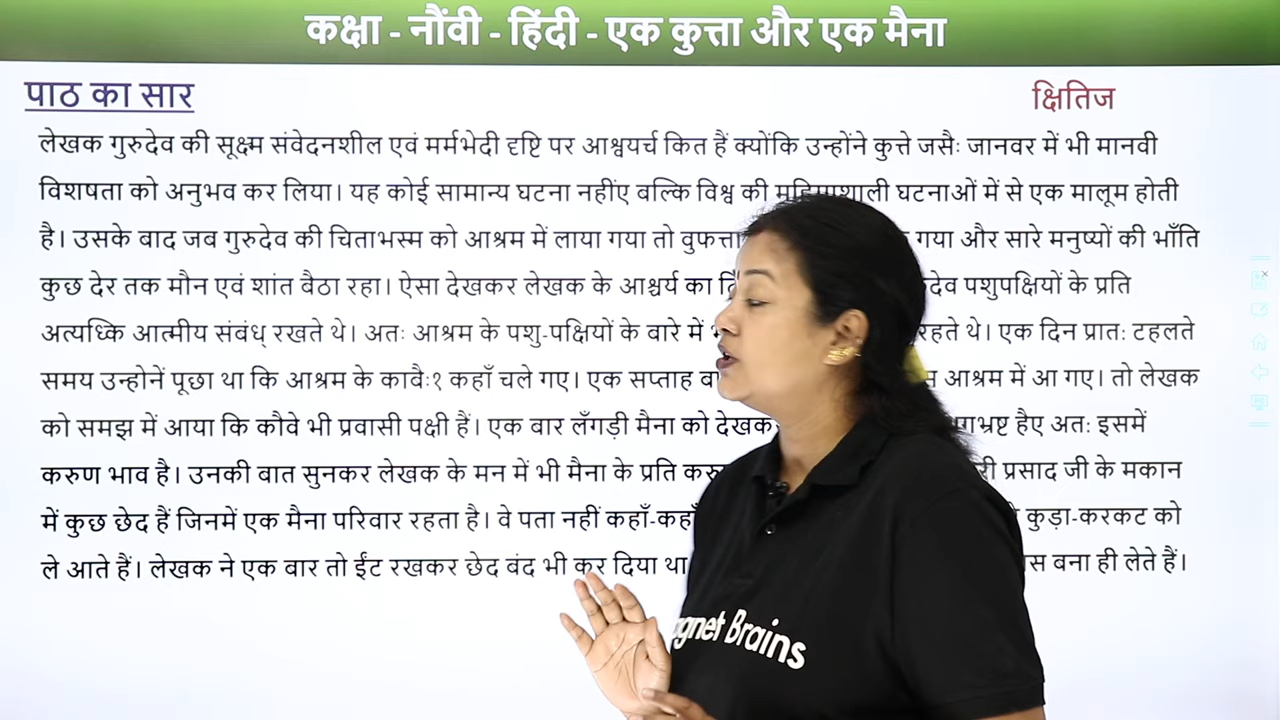 कक्षा - नौंवी - हिंदी - एक कुत्ता और एक मैना
पाठ का सार
क्षितिज
लेखक गुरुदेव की सूक्ष्म संवेदनशील एवं मर्मभेदी दृष्टि पर आश्वयर्च कित हैं क्योंकि उन्होंने कुत्ते जसैः जानवर में भी मानवी
विशषता को अनुभव कर लिया। यह कोई सामान्य घटना नहींए बल्कि विश्व की महिमाशाली घटनाओं में से एक मालूम होती
है। उसके बाद जब गुरुदेव की चिताभस्म को आश्रम में लाया गया तो गया और सारे मनुष्यों की भाँति
कुछ देर तक मौन एवं शांत बैठा रहा। ऐसा देखकर लेखक के आश्चर्य का पशुपक्षियों के प्रति
अत्यध्कि आत्मीय संबंध् रखते थे। अतः आश्रम के पशु-पक्षियों के बारे में रहते थे। एक दिन प्रात: टहलते
समय उन्होनें पूछा था कि आश्रम के कावैः१ कहाँ चले गए। एक सप्ताह आश्रम में आ गए। तो लेखक
को समझ में आया कि कौवे भी प्रवासी पक्षी हैं। एक बार लँगड़ी मैना को हैए अत: इसमें
करुण भाव है। उनकी बात सुनकर लेखक के मन में भी मैना के प्रति प्रसाद जी के मकान
में कुछ छेद हैं जिनमें एक मैना परिवार रहता है। वे पता नहीं कुड़ा-करकट को
ले आते हैं। लेखक ने एक बार तो ईंट रखकर छेद बंद भी कर दिया था बना ही लेते हैं।
Brains